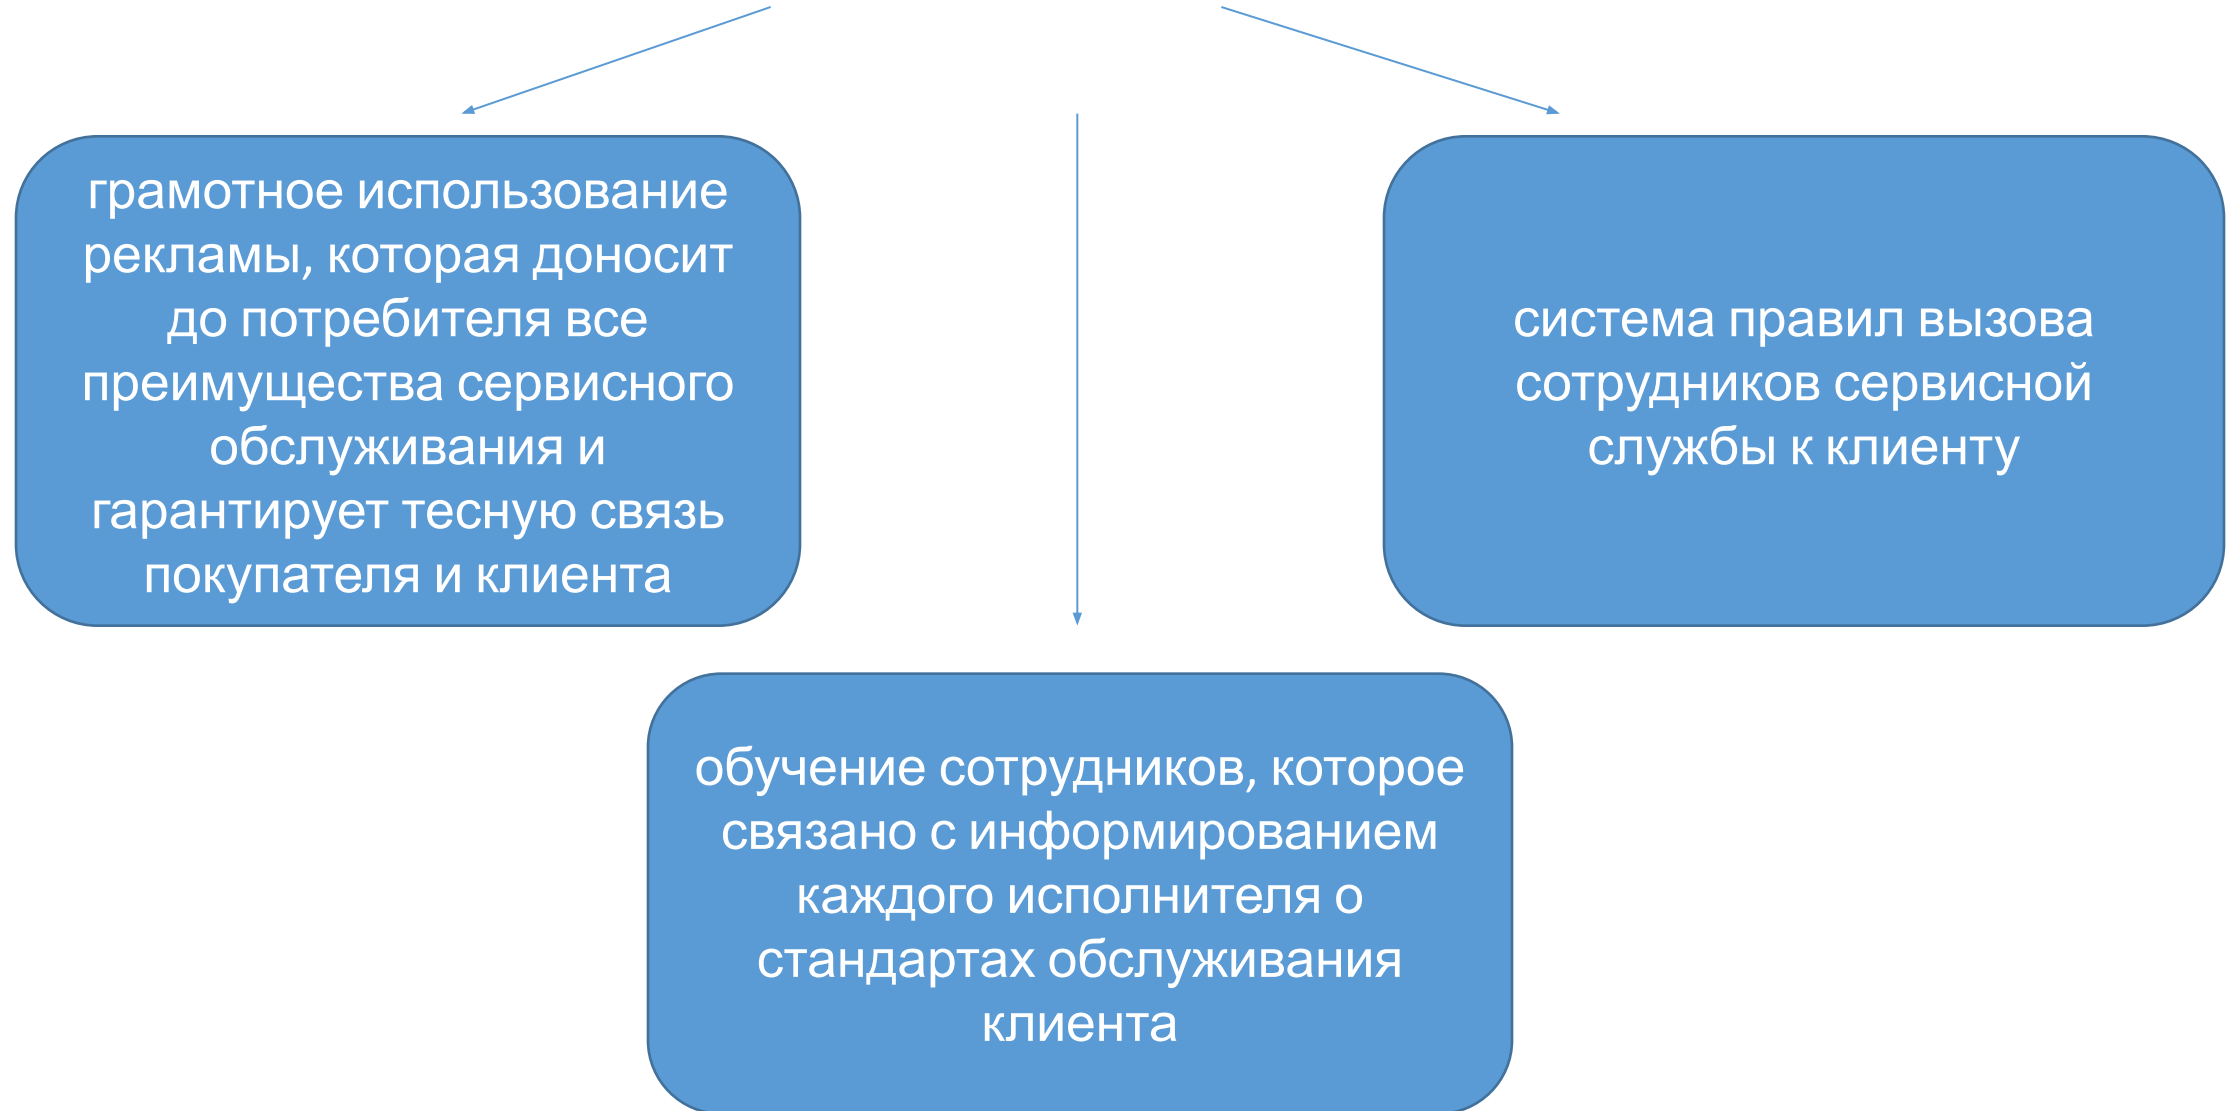 грамотное использование
рекламы, которая доносит
до потребителя все
преимущества сервисного
обслуживания и
гарантирует тесную связь
покупателя и клиента
система правил вызова
сотрудников сервисной
службы к клиенту
обучение сотрудников, которое
связано с информированием
каждого исполнителя о
стандартах обслуживания
клиента